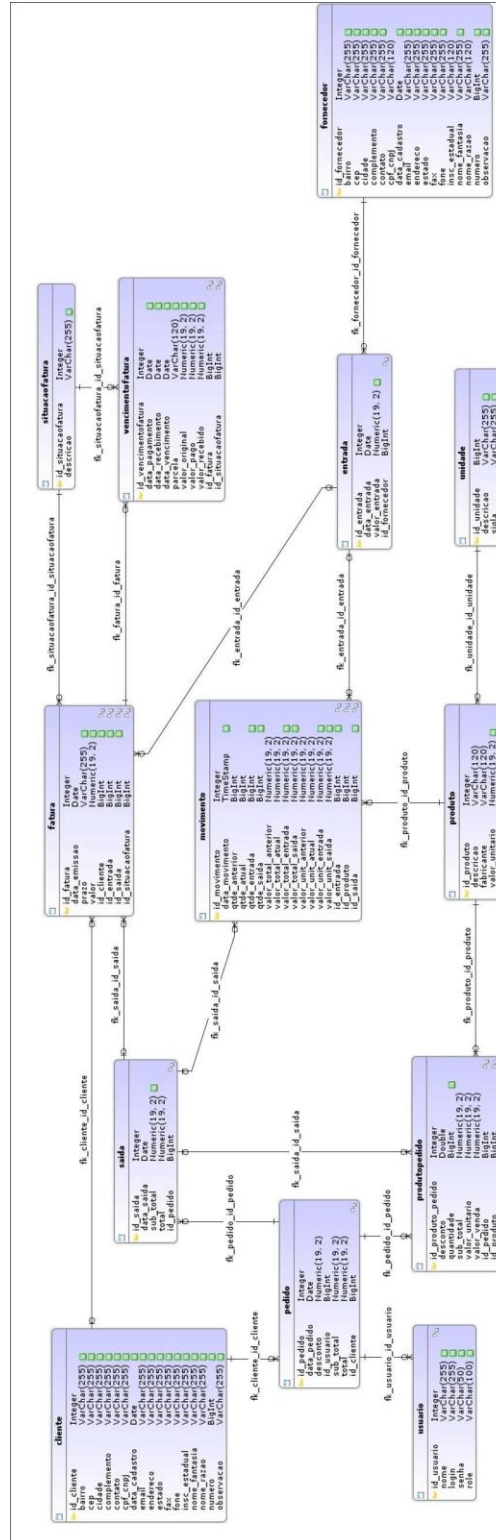 cliente
id_cliente Integer
bairro VarChar(255)
cep VarChar(255)
cidade VarChar(255)
complemento VarChar(255)
contato VarChar(255)
cpf_cnpj VarChar(255)
data_cadastro Date
email VarChar(255)
endereco VarChar(255)
estado VarChar(255)
fax VarChar(255)
fone VarChar(255)
insc_estadual VarChar(255)
nome_fantasia VarChar(255)
nome_razao VarChar(255)
numero BigInt
observacao VarChar(255)
fk_cliente_id_cliente
fk_cliente_id_cliente
saida
id_saida Integer
data_saida Date
sub_total Numeric(19, 2)
total Numeric(19, 2)
id_pedido BigInt
fk_saida_id_saida
fk_saida_id_saida
fk_saida_id_saida
fk_pedido_id_pedido
fatura
id_fatura Integer
data_emissao Date
prazo VarChar(255)
valor Numeric(19, 2)
id_cliente BigInt
id_entrada BigInt
id_saida BigInt
id_situacaofatura BigInt
fk_situacaofatura_id_situacaofatura
fk_fatura_id_fatura
fk_entrada_id_entrada
situacaofatura
id_situacaofatura Integer
descricao VarChar(255)
fk_situacaofatura_id_situacaofatura
vencimentofatura
id_vencimentofatura Integer
data_pagamento Date
data_recebimento Date
data_vencimento Date
parcela VarChar(120)
valor_original Numeric(19, 2)
valor_pago Numeric(19, 2)
valor_recebido Numeric(19, 2)
id_fatura BigInt
id_situacaofatura BigInt
pedido
id_pedido Integer
data_pedido Date
desconto Numeric(19, 2)
id_usuario BigInt
sub_total Numeric(19, 2)
total Numeric(19, 2)
id_cliente BigInt
fk_pedido_id_pedido
fk_usuario_id_usuario
movimento
id_movimento Integer
data_movimento TimeStamp
qtde_anterior BigInt
qtde_atual BigInt
qtde_entrada BigInt
qtde_saida BigInt
valor_total_anterior Numeric(19, 2)
valor_total_atual Numeric(19, 2)
valor_total_entrada Numeric(19, 2)
valor_total_saida Numeric(19, 2)
valor_unit_anterior Numeric(19, 2)
valor_unit_atual Numeric(19, 2)
valor_unit_entrada Numeric(19, 2)
valor_unit_saida Numeric(19, 2)
id_entrada BigInt
id_produto BigInt
id_saida BigInt
fk_entrada_id_entrada
fk_produto_id_produto
entrada
id_entrada Integer
data_entrada Date
valor_entrada Numeric(19, 2)
id_fornecedor BigInt
fk_fornecedor_id_fornecedor
fornecedor
id_fornecedor Integer
bairro VarChar(255)
cep VarChar(255)
cidade VarChar(255)
complemento VarChar(255)
contato VarChar(255)
cpf_cnpj VarChar(120)
data_cadastro Date
email VarChar(255)
endereco VarChar(255)
estado VarChar(255)
fax VarChar(255)
fone VarChar(255)
insc_estadual VarChar(120)
nome_fantasia VarChar(255)
nome_razao VarChar(120)
numero BigInt
observacao VarChar(255)
usuario
id_usuario Integer
nome VarChar(255)
login VarChar(255)
senha VarChar(50)
role VarChar(100)
produtopedido
id_produto_pedido Integer
desconto Double
quantidade BigInt
sub_total Numeric(19, 2)
valor_unitario Numeric(19, 2)
valor_venda Numeric(19, 2)
id_pedido BigInt
id_produto BigInt
fk_produto_id_produto
produto
id_produto Integer
descricao VarChar(120)
fabricante VarChar(120)
valor_unitario Numeric(19, 2)
fk_unidade_id_unidade
unidade
id_unidade BigInt
descricao VarChar(255)
sigla VarChar(255)